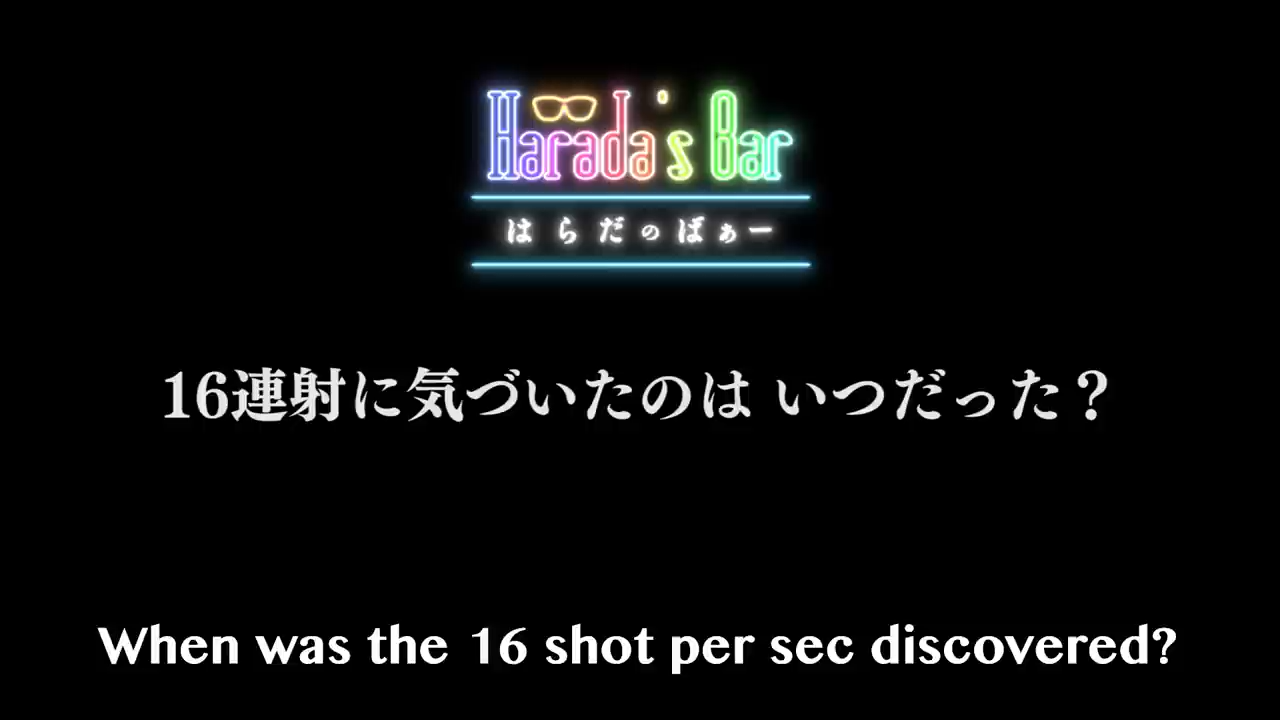 Harada's Bar
はらだのばぁー
16連射に気づいたのは いつだった？
When was the 16 shot per sec discovered?